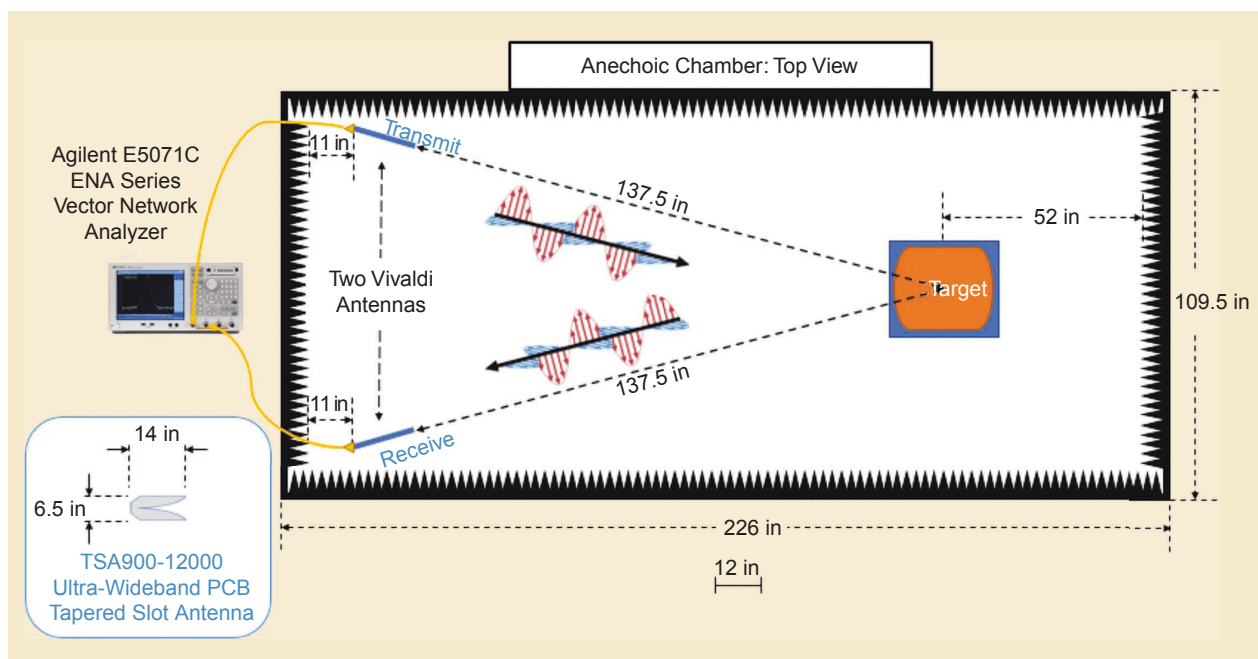 Anechoic Chamber: Top View
Agilent E5071C
ENA Series
Vector Network
Analyzer
11 in
Transmit
137.5 in
52 in
Two Vivaldi
Antennas
Target
109.5 in
137.5 in
11 in
Receive
14 in
6.5 in
TSA900-12000
Ultra-Wideband PCB
Tapered Slot Antenna
226 in
12 in